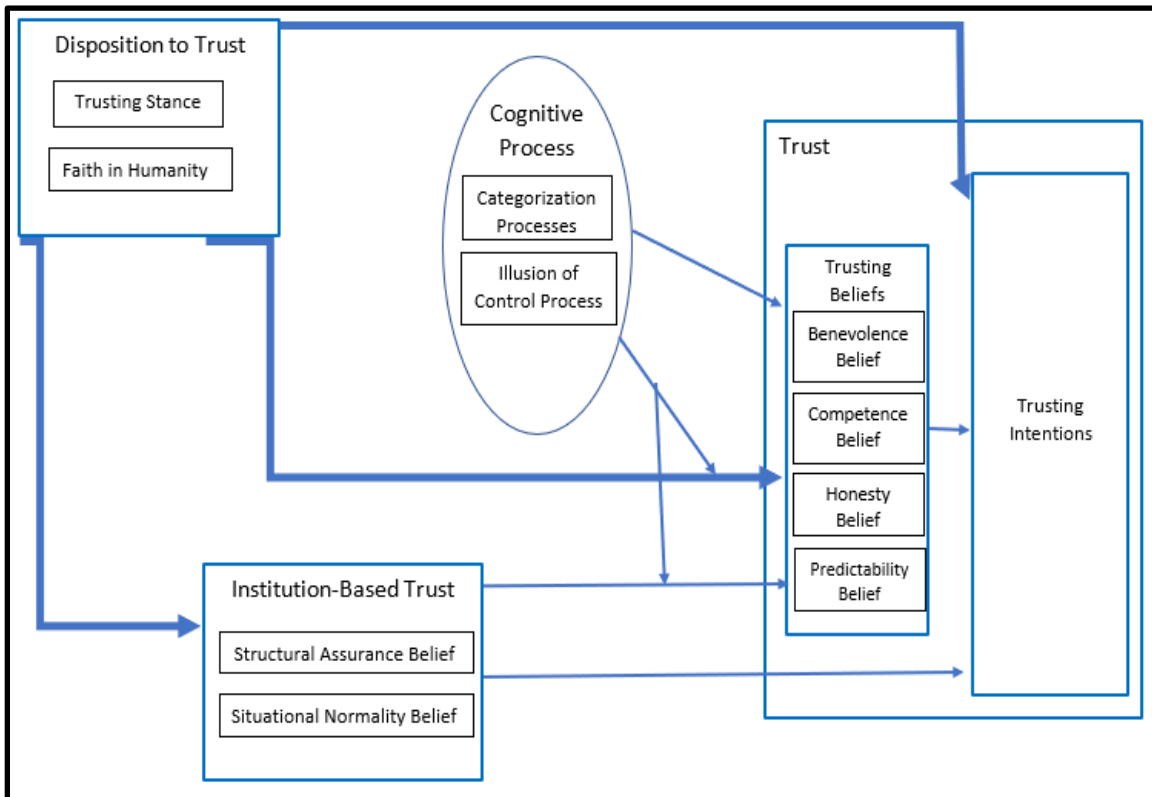 Disposition to Trust
Trusting Stance
Faith in Humanity
Cognitive
Process
Categorization
Processes
Illusion of
Control Process
Trust
Trusting
Beliefs
Benevolence
Belief
Competence
Belief
Honesty
Belief
Predictability
Belief
Trusting
Intentions
Institution-Based Trust
Structural Assurance Belief
Situational Normality Belief